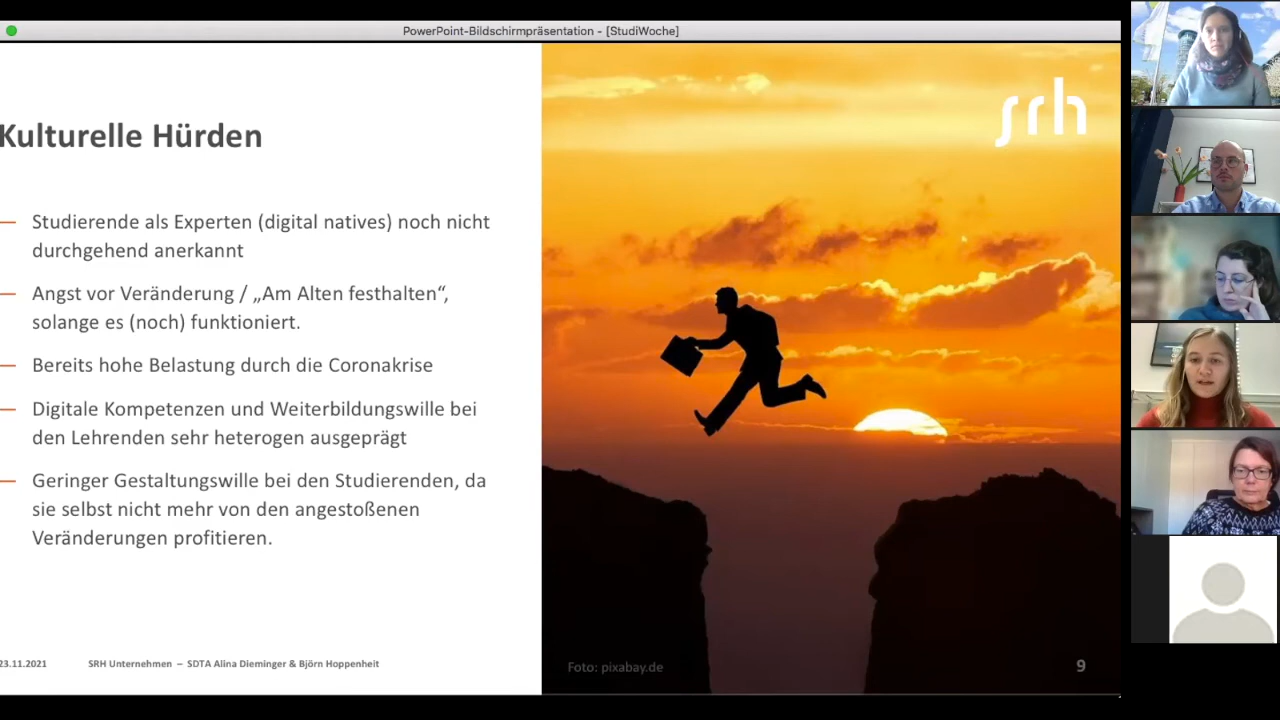 PowerPoint-Bildschirmpräsentation - [StudiWoche]
srh
Kulturelle Hürden
— Studierende als Experten (digital natives) noch nicht
durchgehend anerkannt
— Angst vor Veränderung / „Am Alten festhalten“,
solange es (noch) funktioniert.
— Bereits hohe Belastung durch die Coronakrise
— Digitale Kompetenzen und Weiterbildungswille bei
den Lehrenden sehr heterogen ausgeprägt
— Geringer Gestaltungswille bei den Studierenden, da
sie selbst nicht mehr von den angestoßenen
Veränderungen profitieren.
23.11.2021 SRH Unternehmen – SDTA Alina Dieminger & Björn Hoppenheit
Foto: pixabay.de
9